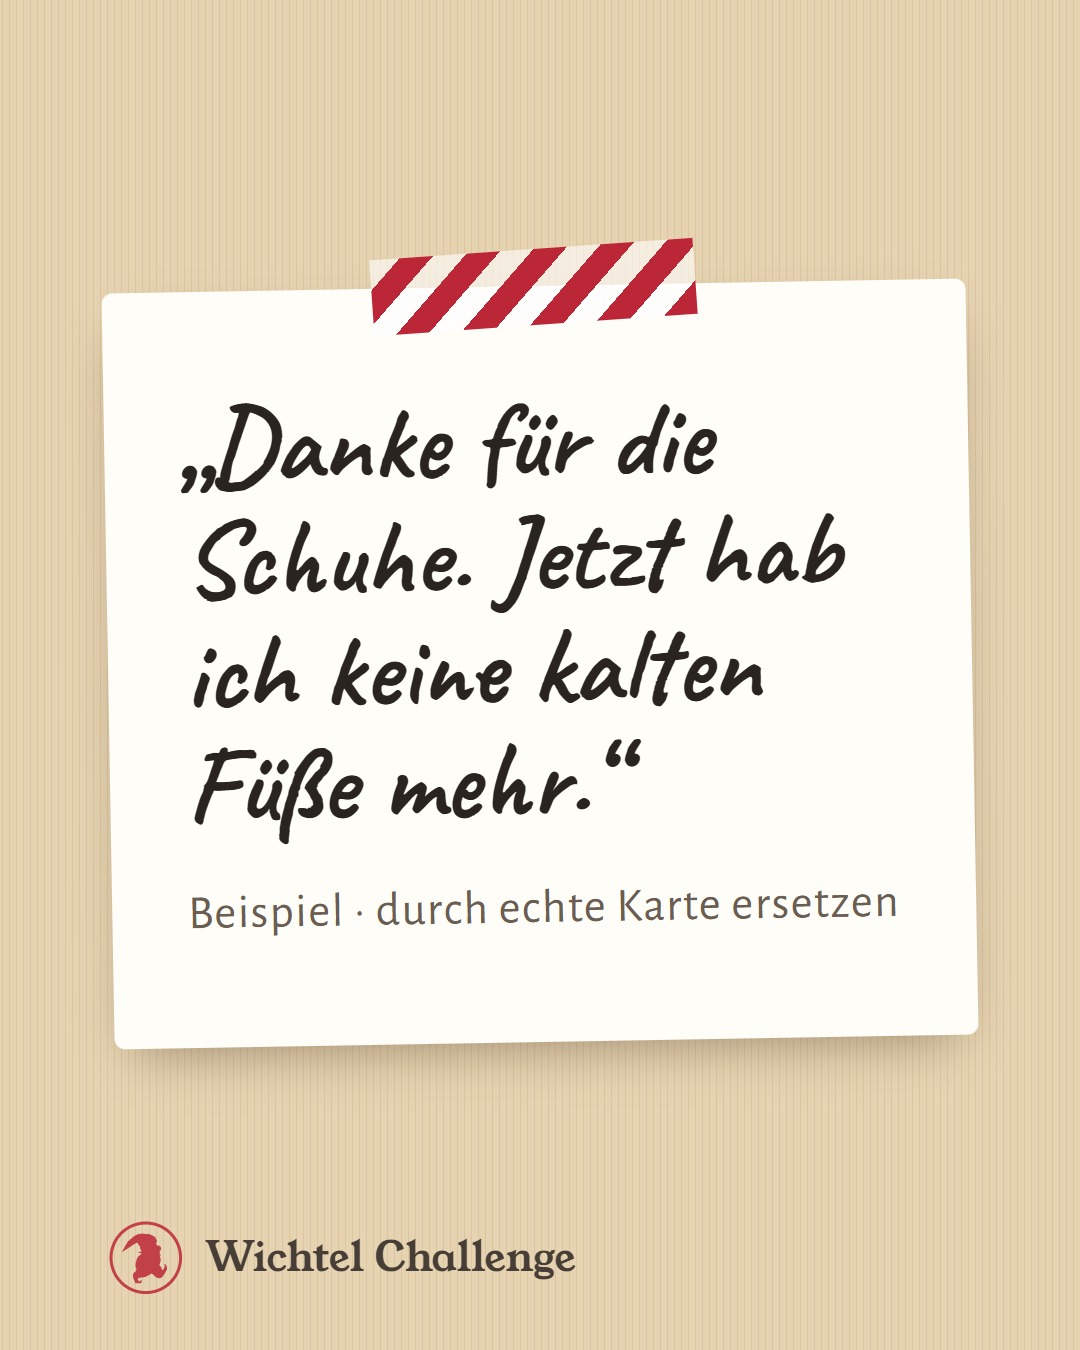 „Danke für die
Schuhe. Jetzt hab
ich keine kalten
Füße mehr.“
Beispiel · durch echte Karte ersetzen
Wichtel Challenge